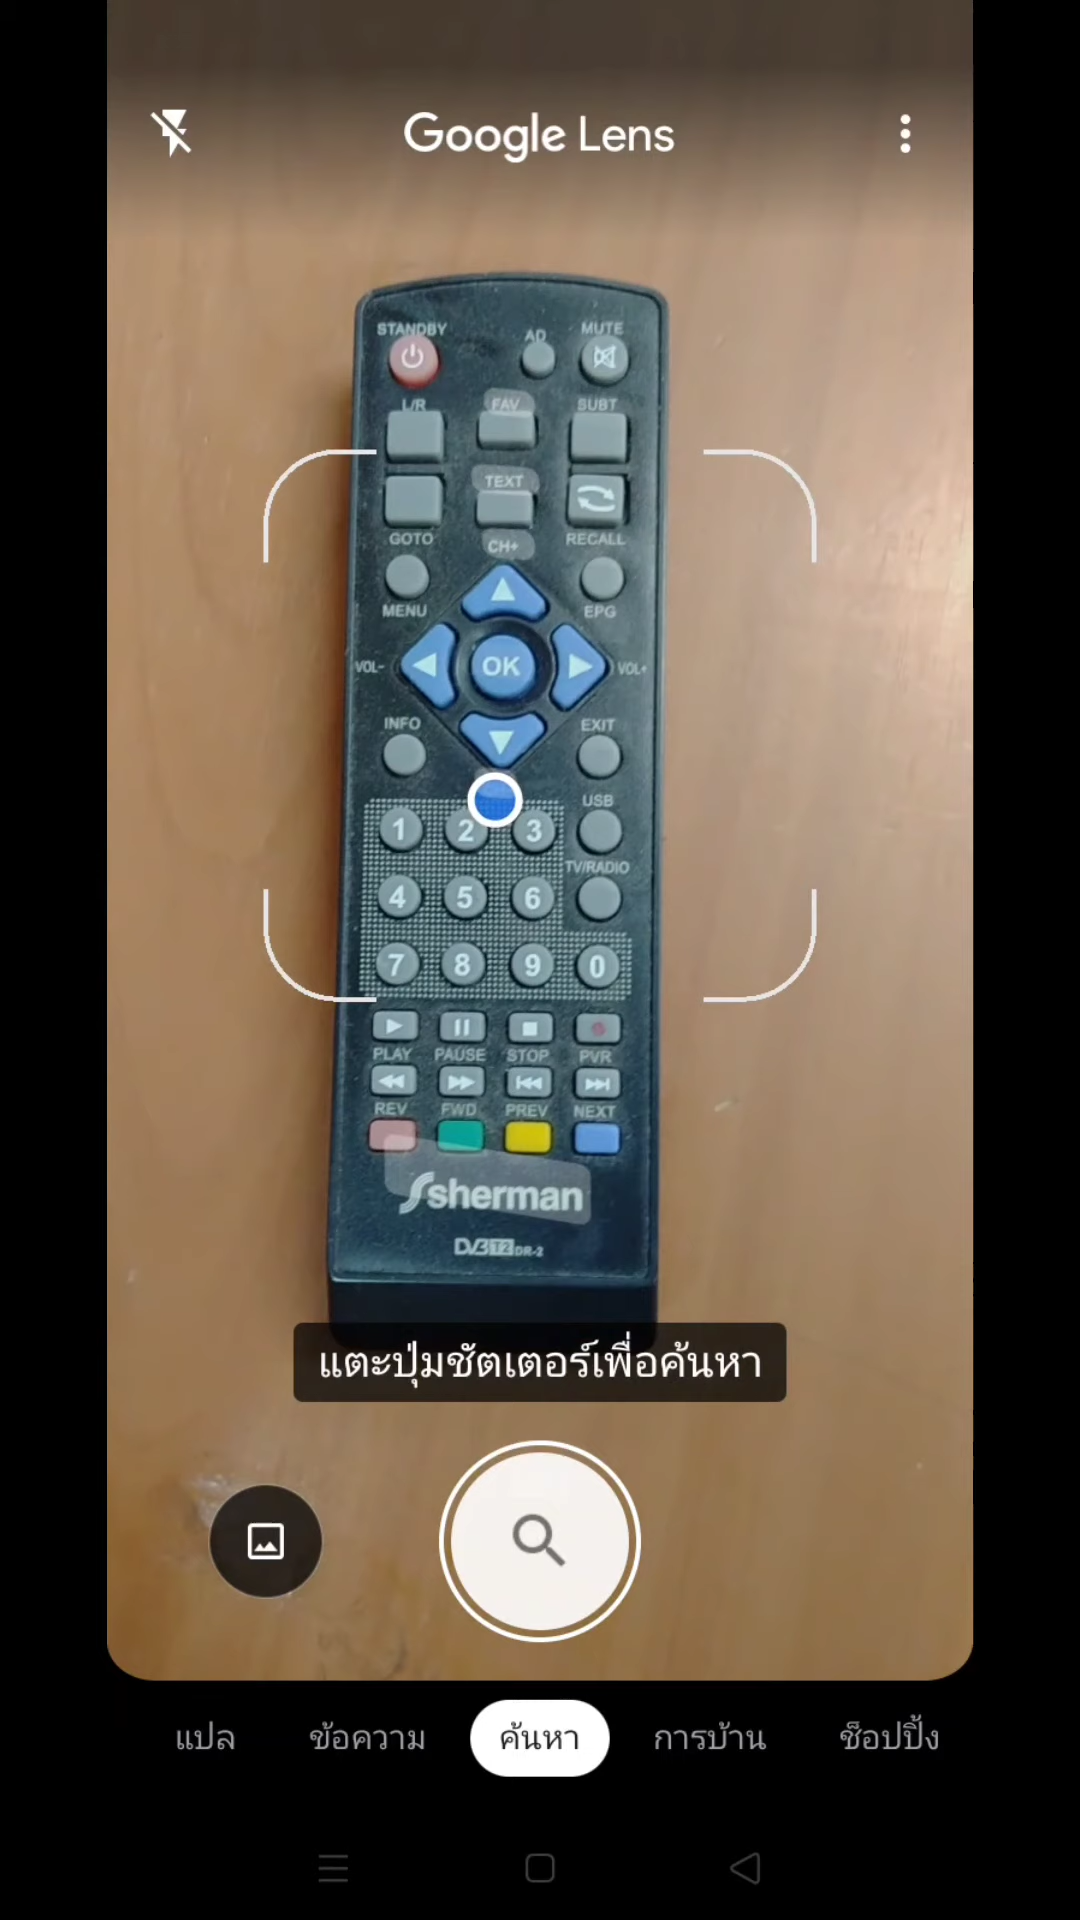 Google Lens
STANDBY AD MUTE
L/R FAV SUBT
TEXT
GOTO CH+ RECALL
MENU EPG
VOL- OK VOL+
INFO EXIT
USB
1 2 3
TV/RADIO
4 5 6
7 8 9 0
PLAY PAUSE STOP PVR
REV FWD PREV NEXT
sherman
DVB T2 DR-2
แตะปุ่มชัตเตอร์เพื่อค้นหา
แปล ข้อความ ค้นหา การบ้าน ช็อปปิ้ง